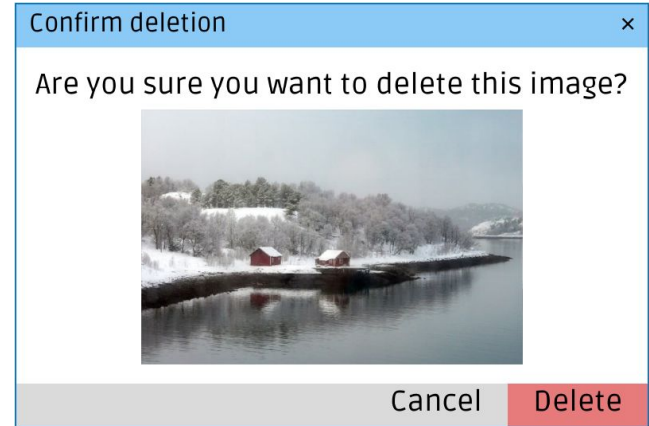 Confirm deletion ×
Are you sure you want to delete this image?
Cancel Delete